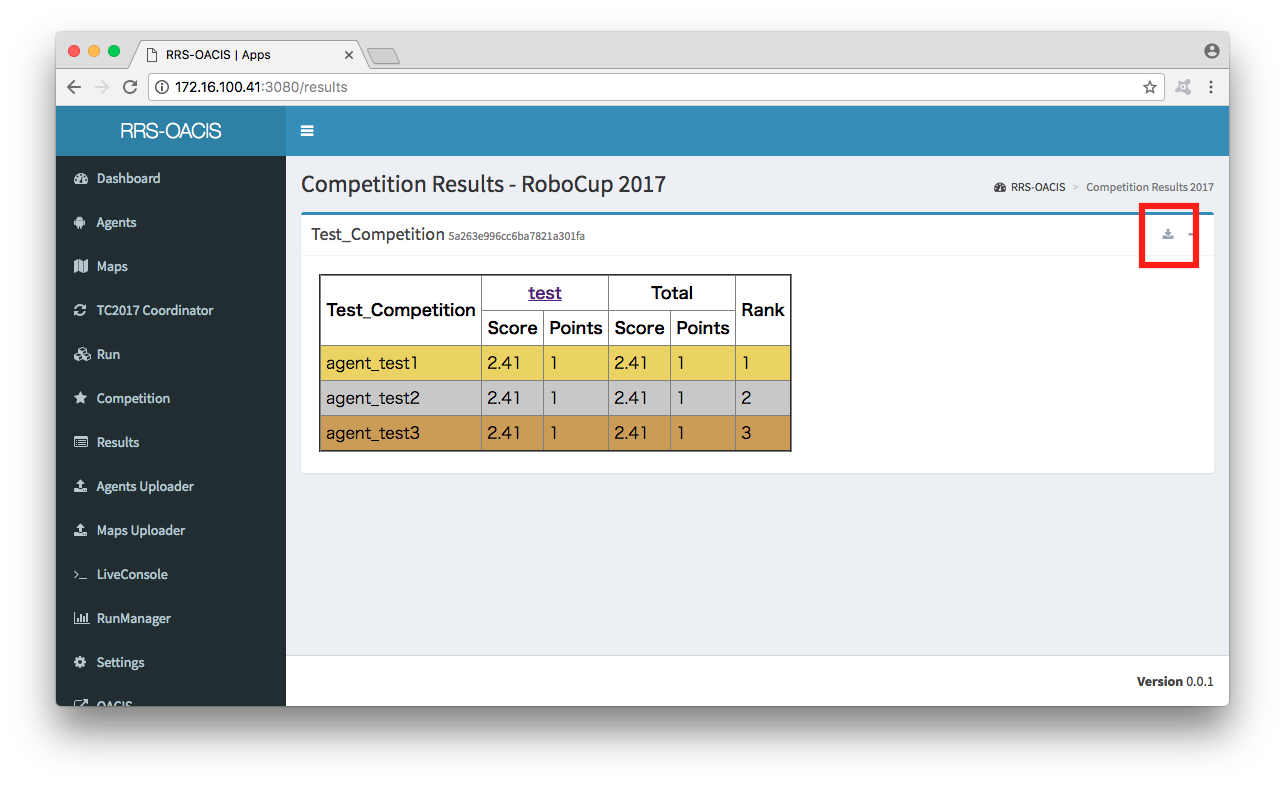 RRS-OACIS | Apps
172.16.100.41:3080/results
RRS-OACIS
Dashboard
Agents
Maps
TC2017 Coordinator
Run
Competition
Results
Agents Uploader
Maps Uploader
LiveConsole
RunManager
Settings
OACIS
Competition Results - RoboCup 2017
RRS-OACIS > Competition Results 2017
Test_Competition 5a263e996cc6ba7821a301fa
Test_Competition test Total Rank
Score Points Score Points
agent_test1 2.41 1 2.41 1 1
agent_test2 2.41 1 2.41 1 2
agent_test3 2.41 1 2.41 1 3
Version 0.0.1